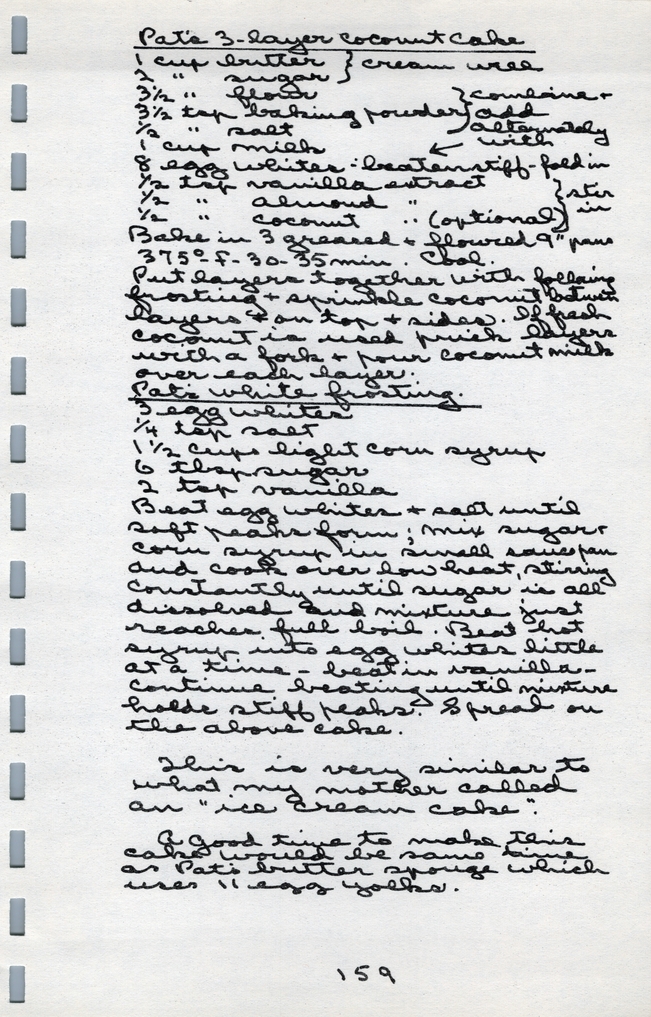 Pat's 3-layer coconut cake
1 cup butter } cream well
2 " sugar
3½ " flour } combine +
3½ tsp baking powder add
½ " salt alternately
1 cup milk ← with
8 egg whites - beaten stiff - fold in
½ tsp vanilla extract } stir
½ " almond " in
½ " coconut " (optional)
Bake in 3 greased + floured 9" pans
375° F - 30-35 min. Cool.
Put layers together with following
frosting + sprinkle coconut between
layers + on top + sides. If fresh
coconut is used prick layers
with a fork + pour coconut milk
over each layer.
Pat's white frosting.
3 egg whites
¼ tsp salt
1½ cups light corn syrup
6 tbsp sugar
2 tsp vanilla
Beat egg whites + salt until
soft peaks form; mix sugar +
corn syrup in small saucepan
and cook over low heat, stirring
constantly until sugar is all
dissolved and mixture just
reaches full boil. Beat hot
syrup into egg whites little
at a time - beat in vanilla -
continue beating until mixture
holds stiff peaks. Spread on
the above cake.
This is very similar to
what my mother called
an "ice cream cake".
A good time to make this
cake would be same time
as Pat's butter sponge which
uses 11 egg yolks.
159